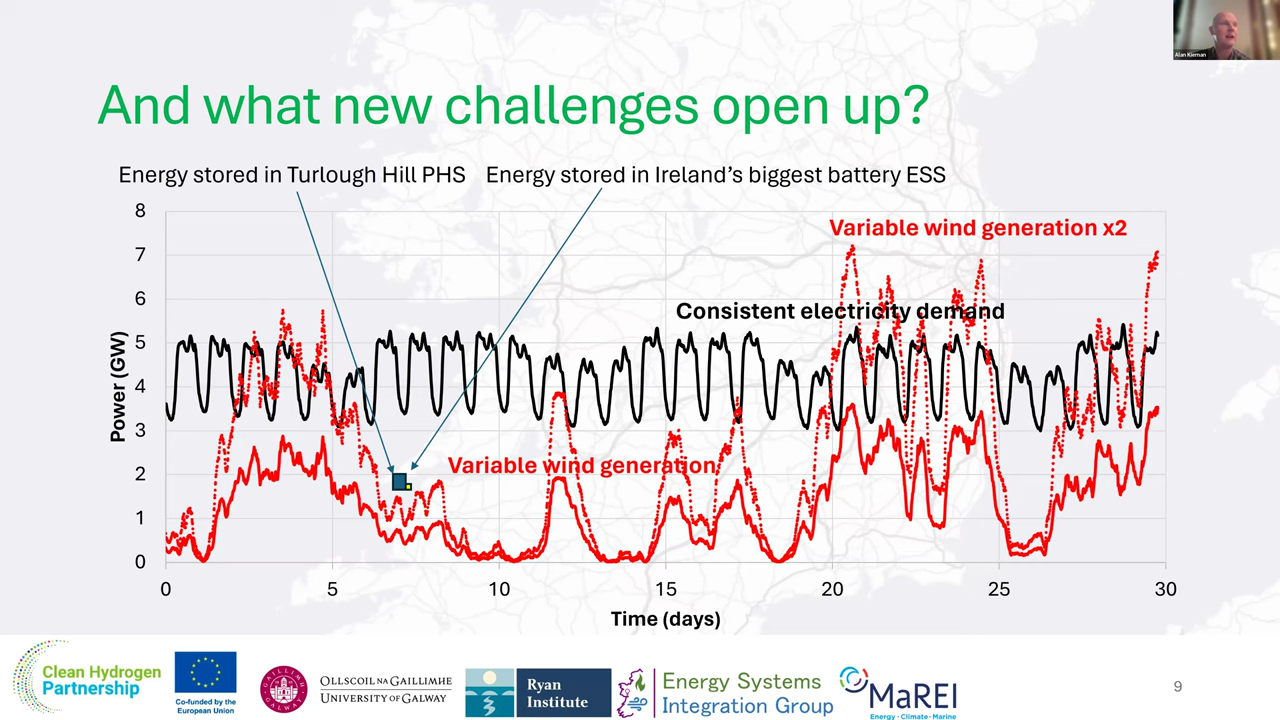 Alan Kiernan
And what new challenges open up?
Energy stored in Turlough Hill PHS
Energy stored in Ireland's biggest battery ESS
8
7
6
5
4
3
2
1
0
Power (GW)
Variable wind generation x2
Consistent electricity demand
Variable wind generation
0
5
10
15
20
25
30
Time (days)
Clean Hydrogen
Partnership
Co-funded by the
European Union
GAILLIMH
OLLSCOIL NA GAILLIMHE
UNIVERSITY OF GALWAY
Ryan
Institute
Energy Systems
Integration Group
MaREI
Energy · Climate · Marine
9